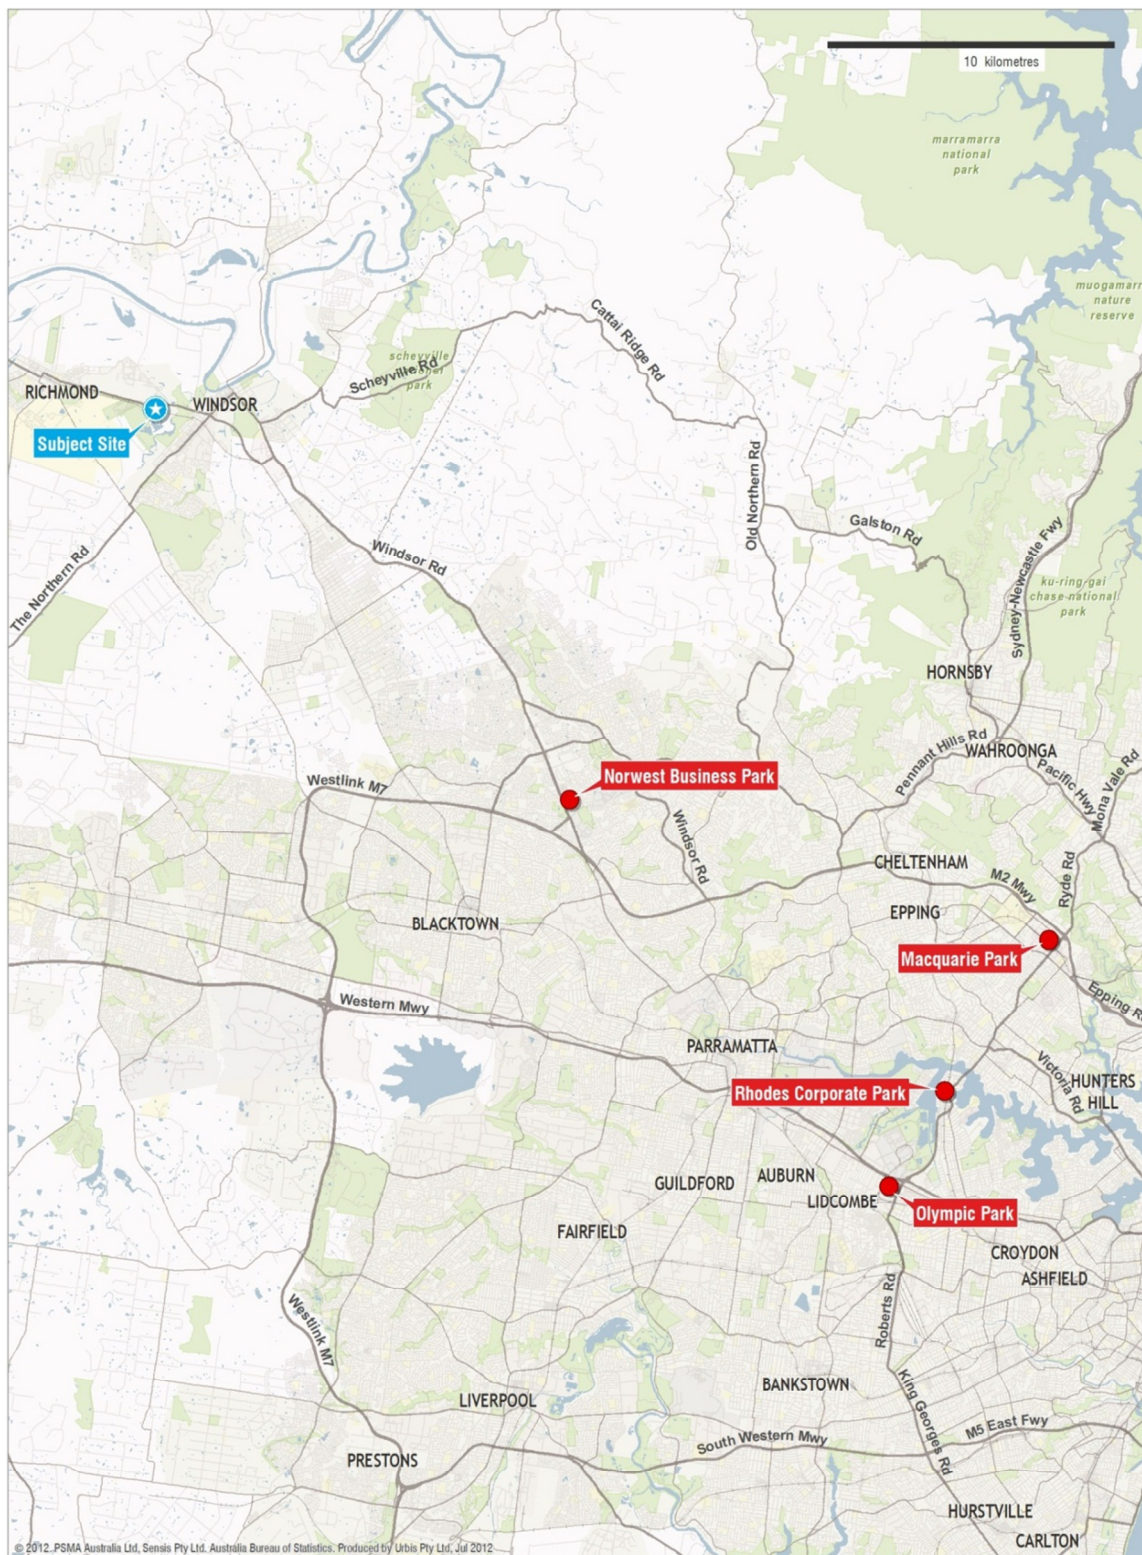 10 kilometres
marramarra
national
park
muogamarra
nature
reserve
Cattai Ridge Rd
scheyville
national
park
Scheyville Rd
RICHMOND
WINDSOR
Subject Site
Old Northern Rd
Galston Rd
Sydney-Newcastle Fwy
Windsor Rd
The Northern Rd
ku-ring-gai
chase national
park
HORNSBY
Pennant Hills Rd
WAHROONGA
Pacific Hwy
Mona Vale Rd
Westlink M7
Norwest Business Park
Windsor Rd
CHELTENHAM
M2 Mwy
Ryde Rd
EPPING
BLACKTOWN
Macquarie Park
Epping R
Western Mwy
PARRAMATTA
Victoria Rd
HUNTERS
HILL
Rhodes Corporate Park
AUBURN
GUILDFORD
LIDCOMBE
Olympic Park
FAIRFIELD
CROYDON
ASHFIELD
Roberts Rd
Westlink M7
BANKSTOWN
King Georges Rd
LIVERPOOL
M5 East Fwy
South Western Mwy
PRESTONS
HURSTVILLE
CARLTON
© 2012. PSMA Australia Ltd, Sensis Pty Ltd. Australia Bureau of Statistics. Produced by Urbis Pty Ltd, Jul 2012